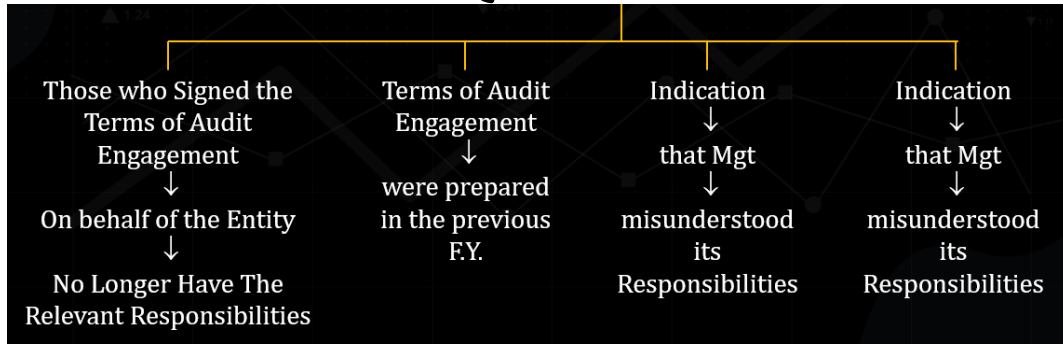 1.24
Those who Signed the
Terms of Audit
Engagement
↓
On behalf of the Entity
↓
No Longer Have The
Relevant Responsibilities
Terms of Audit
Engagement
↓
were prepared
in the previous
F.Y.
Indication
↓
that Mgt
↓
misunderstood
its
Responsibilities
Indication
↓
that Mgt
↓
misunderstood
its
Responsibilities